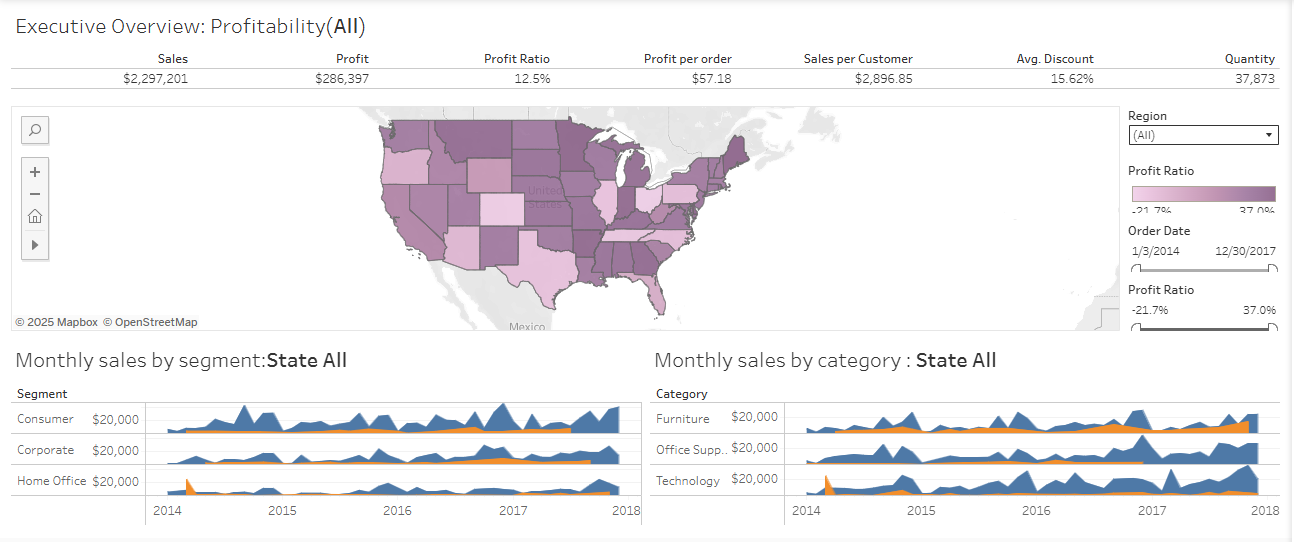 Executive Overview: Profitability(All)
Sales Profit Profit Ratio Profit per order Sales per Customer Avg. Discount Quantity
$2,297,201 $286,397 12.5% $57.18 $2,896.85 15.62% 37,873
United
States
Mexico
© 2025 Mapbox © OpenStreetMap
Region
(All)
Profit Ratio
-21.7% 37.0%
Order Date
1/3/2014 12/30/2017
Profit Ratio
-21.7% 37.0%
Monthly sales by segment:State All
Segment
Consumer $20,000
Corporate $20,000
Home Office $20,000
2014 2015 2016 2017 2018
Monthly sales by category : State All
Category
Furniture $20,000
Office Supp.. $20,000
Technology $20,000
2014 2015 2016 2017 2018